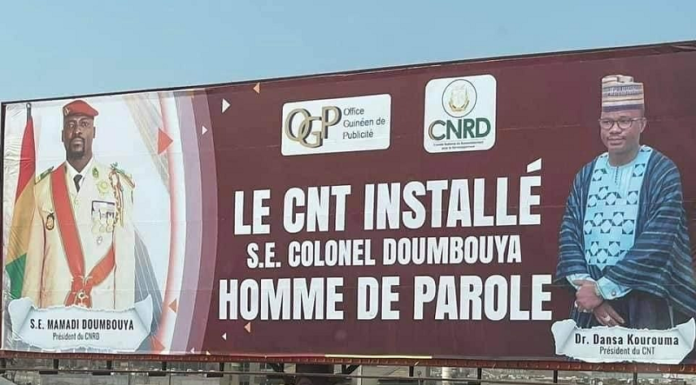 OGP
Office
Guinéen de
Publicité
CNRD
LE CNT INSTALLÉ
S.E. COLONEL DOUMBOUYA
HOMME DE PAROLE
S.E. MAMADI DOUMBOUYA
Président du CNRD
Dr. Dansa Kourouma
Président du CNT